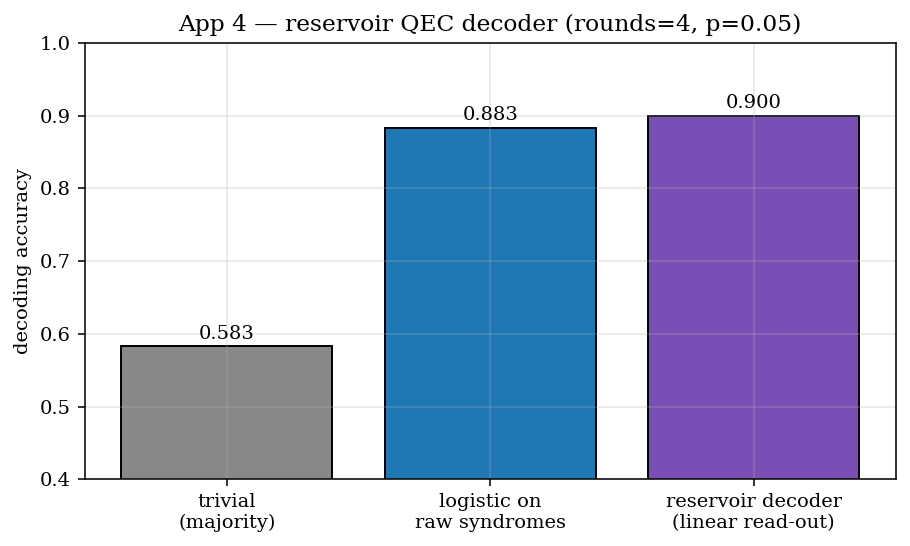 App 4 — reservoir QEC decoder (rounds=4, p=0.05)
decoding accuracy
1.0
0.9
0.8
0.7
0.6
0.5
0.4
0.583
0.883
0.900
trivial
(majority)
logistic on
raw syndromes
reservoir decoder
(linear read-out)